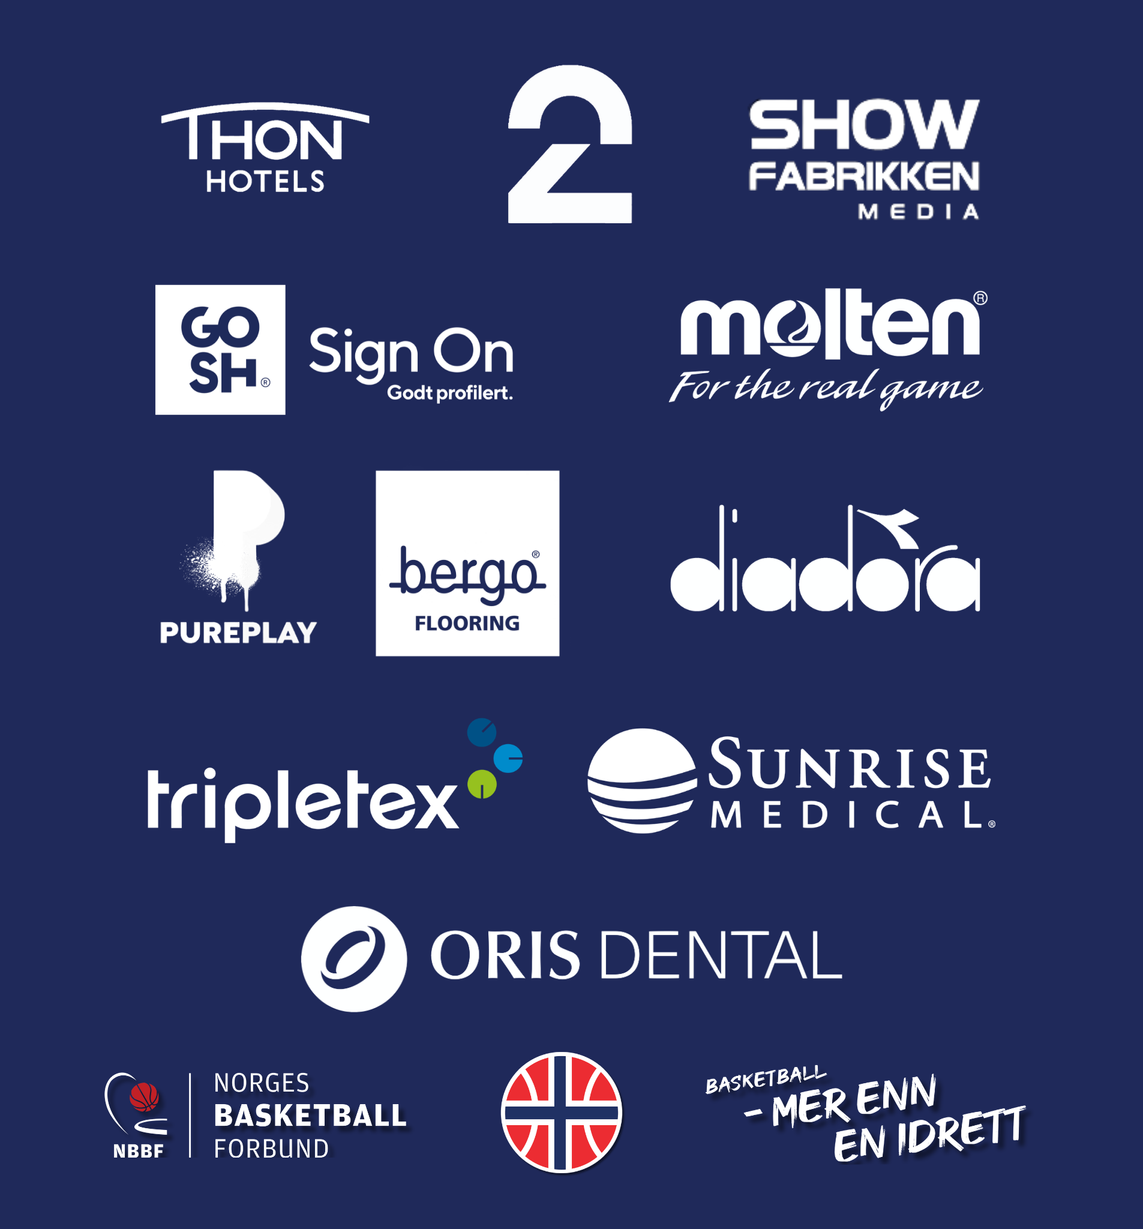 THON
HOTELS
2
SHOW
FABRIKKEN
MEDIA
GO
SH®
Sign On
Godt profilert.
molten®
For the real game
PUREPLAY
bergo®
FLOORING
diadora
tripletex
SUNRISE
MEDICAL®
ORIS DENTAL
NBBF
NORGES
BASKETBALL
FORBUND
BASKETBALL
- MER ENN
EN IDRETT